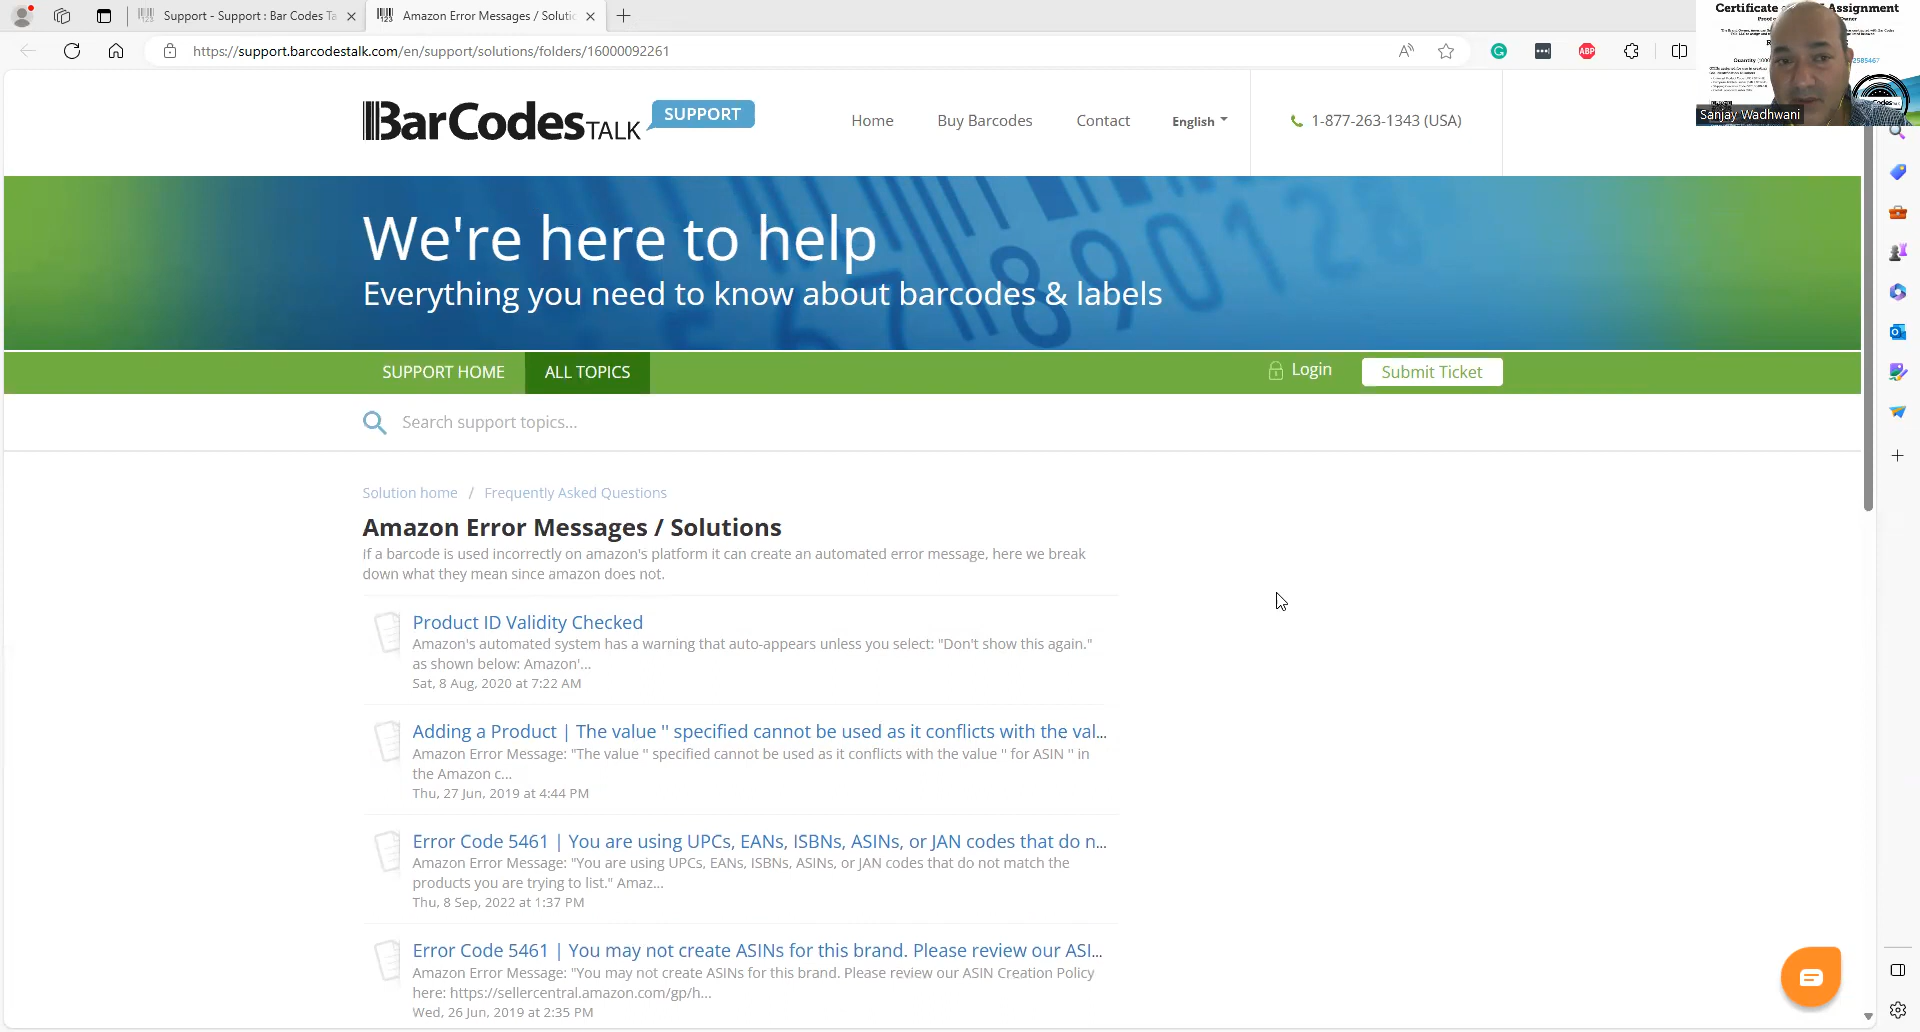 Support - Support : Bar Codes Ta
Amazon Error Messages / Solutio
https://support.barcodestalk.com/en/support/solutions/folders/16000092261
ABP
Certificate Assignment
Quantity
Sanjay Wadhwani
BarCodesTALK SUPPORT
Home
Buy Barcodes
Contact
English
1-877-263-1343 (USA)
We're here to help
Everything you need to know about barcodes & labels
SUPPORT HOME
ALL TOPICS
Login
Submit Ticket
Search support topics...
Solution home / Frequently Asked Questions
Amazon Error Messages / Solutions
If a barcode is used incorrectly on amazon's platform it can create an automated error message, here we break
down what they mean since amazon does not.
Product ID Validity Checked
Amazon's automated system has a warning that auto-appears unless you select: "Don't show this again."
as shown below: Amazon'...
Sat, 8 Aug, 2020 at 7:22 AM
Adding a Product | The value '' specified cannot be used as it conflicts with the val...
Amazon Error Message: "The value '' specified cannot be used as it conflicts with the value '' for ASIN '' in
the Amazon c...
Thu, 27 Jun, 2019 at 4:44 PM
Error Code 5461 | You are using UPCs, EANs, ISBNs, ASINs, or JAN codes that do n...
Amazon Error Message: "You are using UPCs, EANs, ISBNs, ASINs, or JAN codes that do not match the
products you are trying to list." Amaz...
Thu, 8 Sep, 2022 at 1:37 PM
Error Code 5461 | You may not create ASINs for this brand. Please review our ASI...
Amazon Error Message: "You may not create ASINs for this brand. Please review our ASIN Creation Policy
here: https://sellercentral.amazon.com/gp/h...
Wed, 26 Jun, 2019 at 2:35 PM